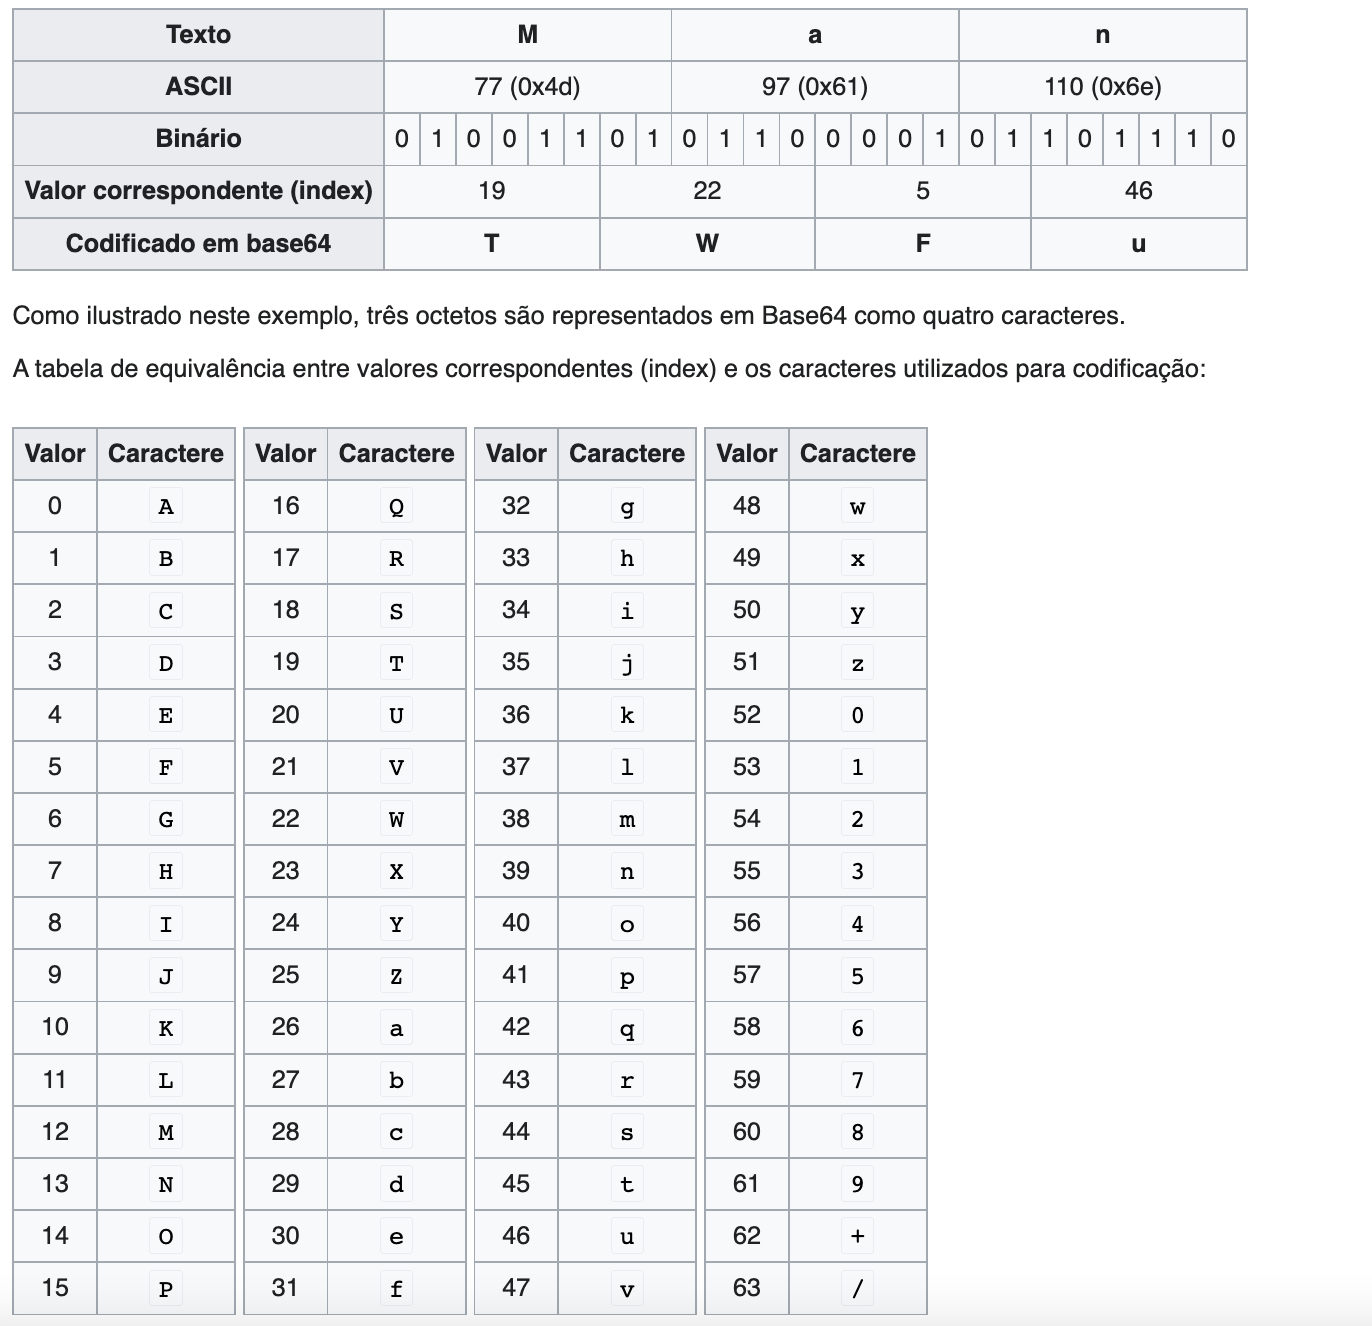 Texto M a n
ASCII 77 (0x4d) 97 (0x61) 110 (0x6e)
Binário 0 1 0 0 1 1 0 1 0 1 1 0 0 0 0 1 0 1 1 0 1 1 1 0
Valor correspondente (index) 19 22 5 46
Codificado em base64 T W F u
Como ilustrado neste exemplo, três octetos são representados em Base64 como quatro caracteres.
A tabela de equivalência entre valores correspondentes (index) e os caracteres utilizados para codificação:
Valor Caractere Valor Caractere Valor Caractere Valor Caractere
0 A 16 Q 32 g 48 w
1 B 17 R 33 h 49 x
2 C 18 S 34 i 50 y
3 D 19 T 35 j 51 z
4 E 20 U 36 k 52 0
5 F 21 V 37 l 53 1
6 G 22 W 38 m 54 2
7 H 23 X 39 n 55 3
8 I 24 Y 40 o 56 4
9 J 25 Z 41 p 57 5
10 K 26 a 42 q 58 6
11 L 27 b 43 r 59 7
12 M 28 c 44 s 60 8
13 N 29 d 45 t 61 9
14 O 30 e 46 u 62 +
15 P 31 f 47 v 63 /